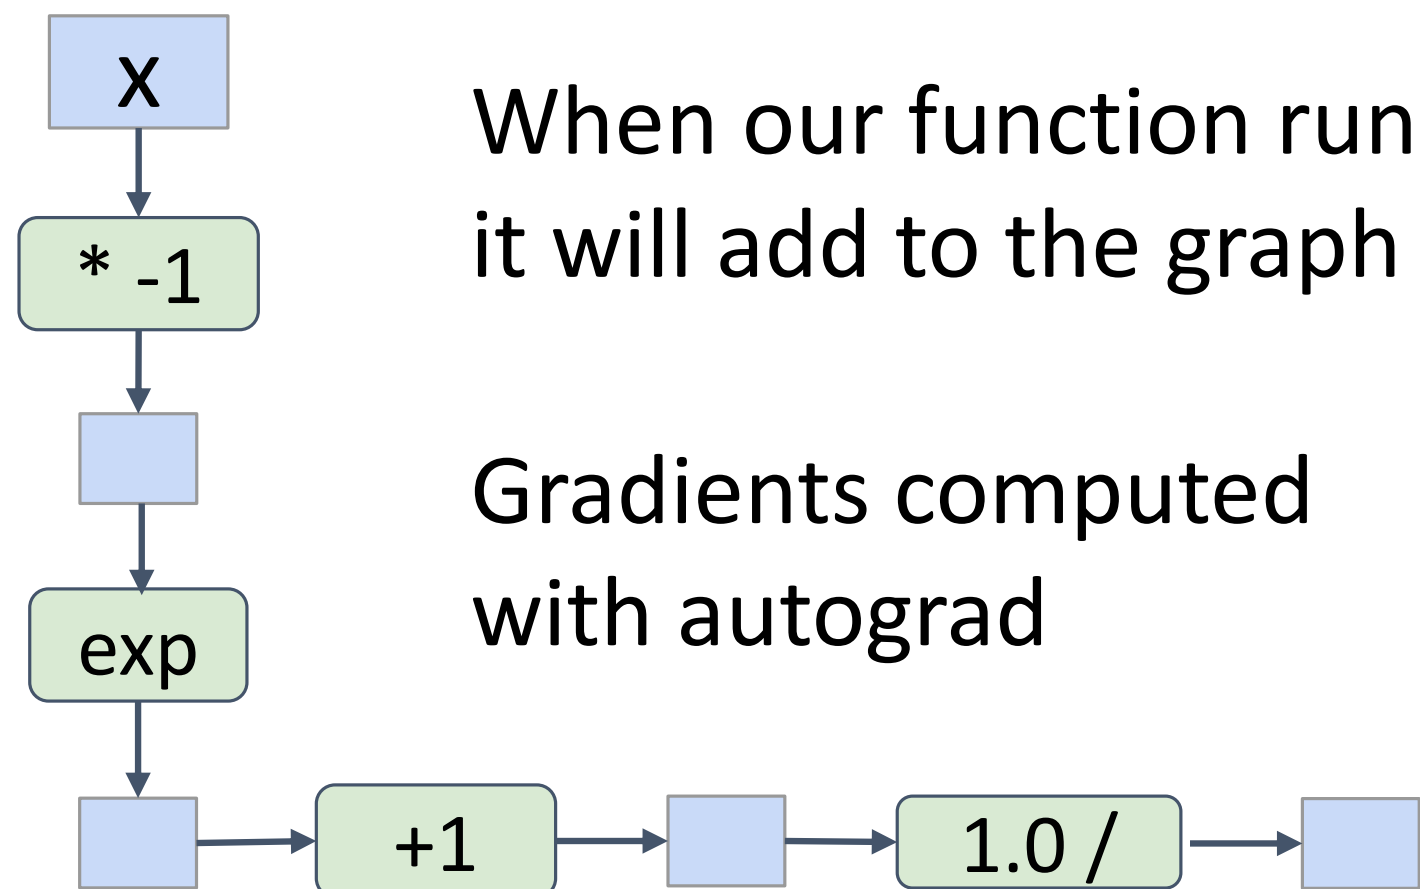 x
When our function run
it will add to the graph
* -1
Gradients computed
with autograd
exp
+1
1.0 /